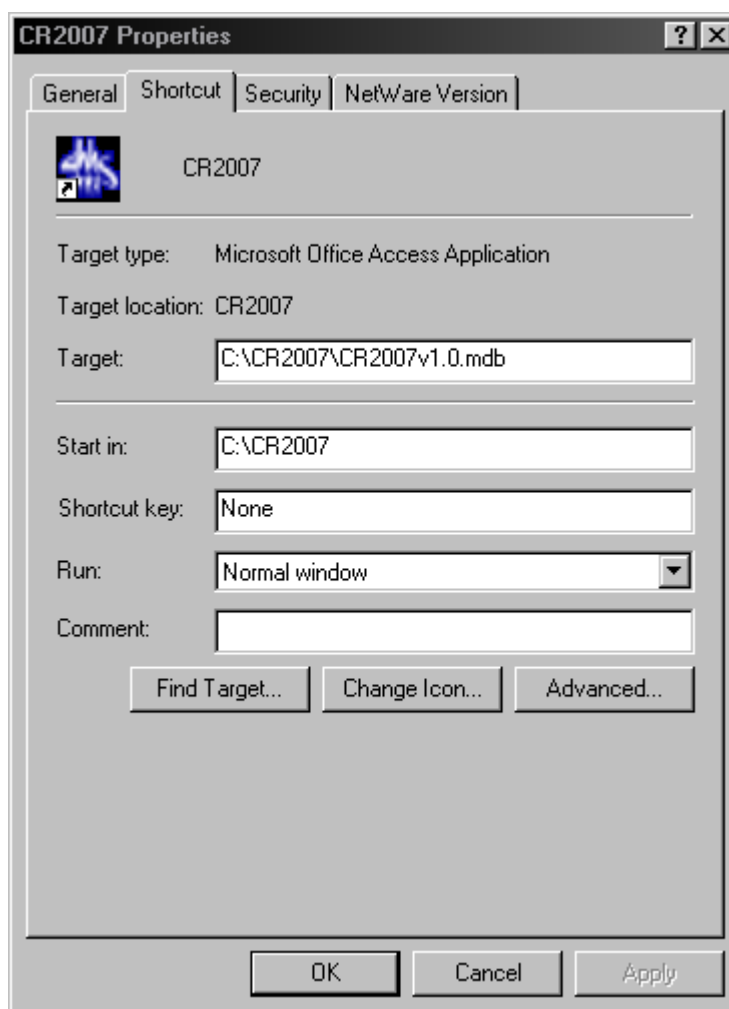 CR2007 Properties
General Shortcut Security NetWare Version
CR2007
Target type: Microsoft Office Access Application
Target location: CR2007
Target: C:\CR2007\CR2007v1.0.mdb
Start in: C:\CR2007
Shortcut key: None
Run: Normal window
Comment:
Find Target... Change Icon... Advanced...
OK Cancel Apply